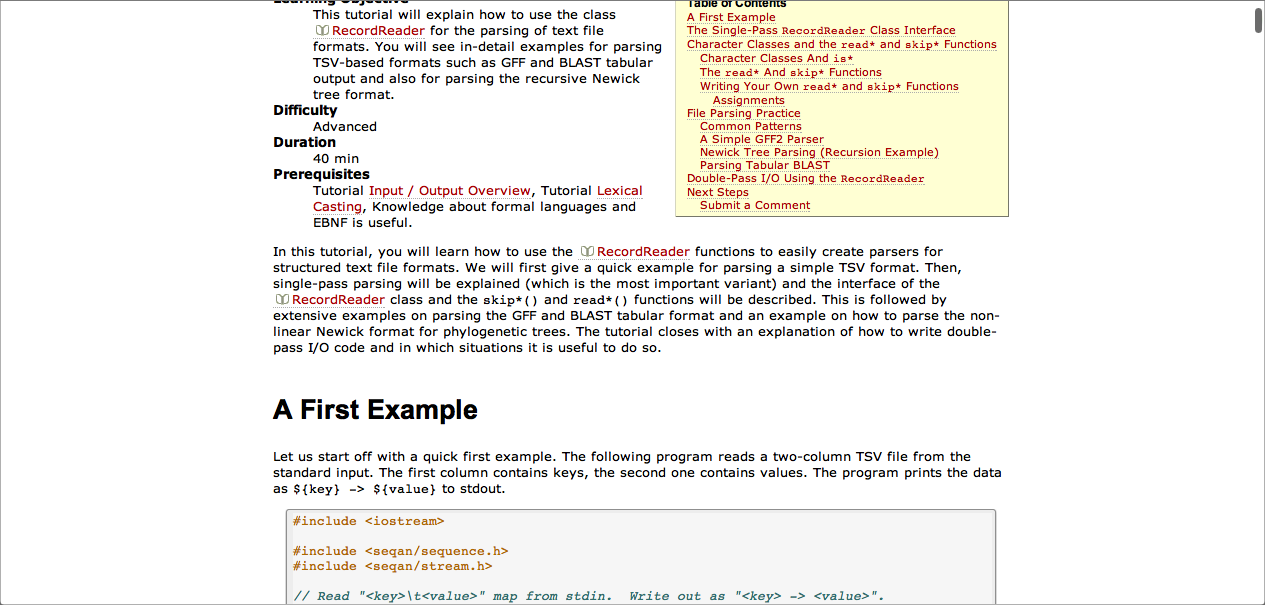 Learning Objective
This tutorial will explain how to use the class
RecordReader for the parsing of text file
formats. You will see in-detail examples for parsing
TSV-based formats such as GFF and BLAST tabular
output and also for parsing the recursive Newick
tree format.
Difficulty
Advanced
Duration
40 min
Prerequisites
Tutorial Input / Output Overview, Tutorial Lexical
Casting, Knowledge about formal languages and
EBNF is useful.
Table of Contents
A First Example
The Single-Pass RecordReader Class Interface
Character Classes and the read* and skip* Functions
Character Classes And is*
The read* And skip* Functions
Writing Your Own read* and skip* Functions
Assignments
File Parsing Practice
Common Patterns
A Simple GFF2 Parser
Newick Tree Parsing (Recursion Example)
Parsing Tabular BLAST
Double-Pass I/O Using the RecordReader
Next Steps
Submit a Comment
In this tutorial, you will learn how to use the RecordReader functions to easily create parsers for
structured text file formats. We will first give a quick example for parsing a simple TSV format. Then,
single-pass parsing will be explained (which is the most important variant) and the interface of the
RecordReader class and the skip*() and read*() functions will be described. This is followed by
extensive examples on parsing the GFF and BLAST tabular format and an example on how to parse the non-
linear Newick format for phylogenetic trees. The tutorial closes with an explanation of how to write double-
pass I/O code and in which situations it is useful to do so.
A First Example
Let us start off with a quick first example. The following program reads a two-column TSV file from the
standard input. The first column contains keys, the second one contains values. The program prints the data
as ${key} -> ${value} to stdout.
#include <iostream>
#include <seqan/sequence.h>
#include <seqan/stream.h>
// Read "<key>\t<value>" map from stdin.  Write out as "<key> -> <value>".